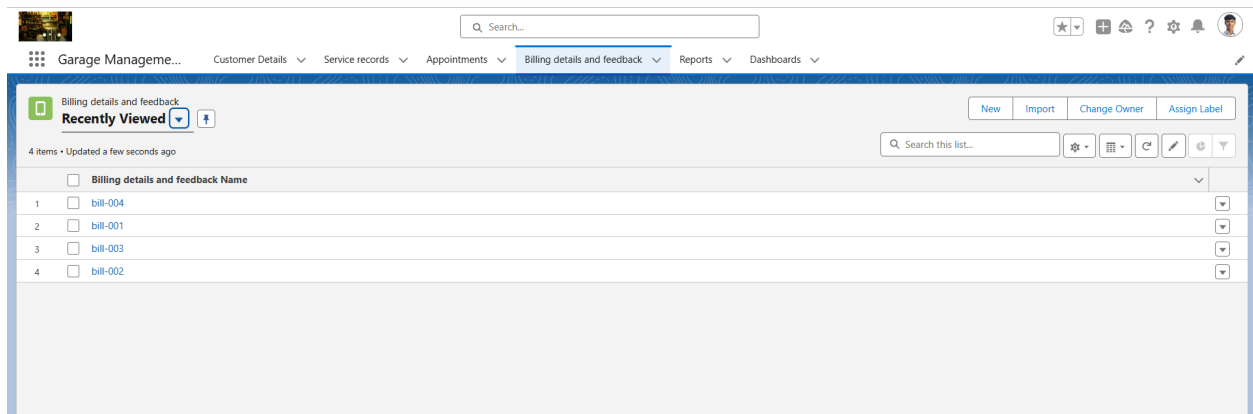 Search...
Garage Manageme... Customer Details Service records Appointments Billing details and feedback Reports Dashboards
Billing details and feedback
Recently Viewed
New Import Change Owner Assign Label
4 items • Updated a few seconds ago
Search this list...
Billing details and feedback Name
1 bill-004
2 bill-001
3 bill-003
4 bill-002